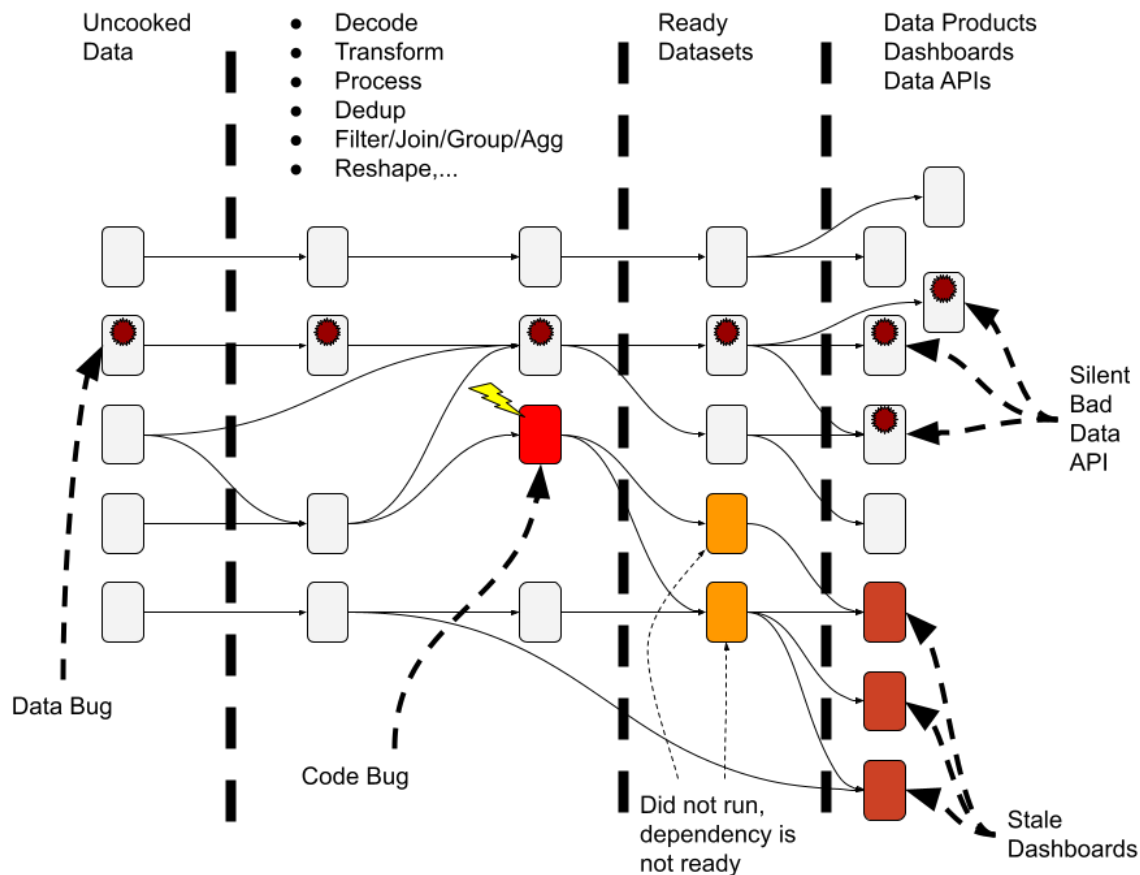 Uncooked
Data
● Decode
● Transform
● Process
● Dedup
● Filter/Join/Group/Agg
● Reshape,...
Ready
Datasets
Data Products
Dashboards
Data APIs
Silent
Bad
Data
API
Data Bug
Code Bug
Did not run,
dependency is
not ready
Stale
Dashboards